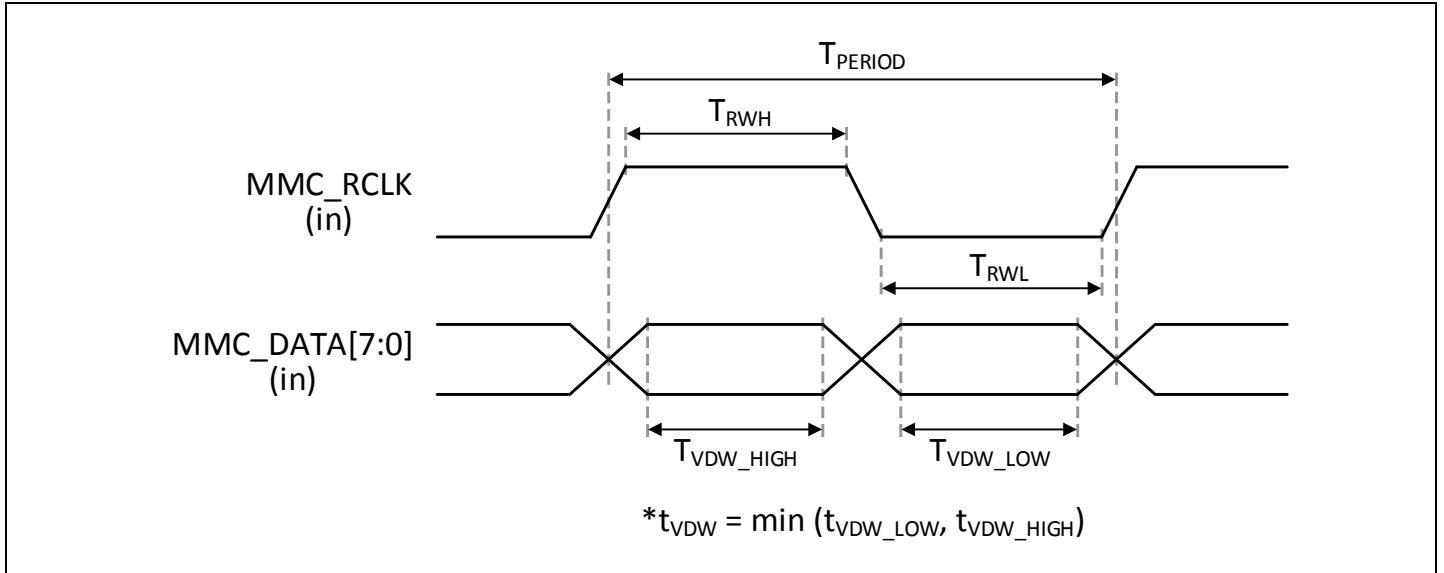 TPERIOD
TRWH
MMC_RCLK
(in)
TRWL
MMC_DATA[7:0]
(in)
TVDW_HIGH TVDW_LOW
*tVDW = min (tVDW_LOW, tVDW_HIGH)